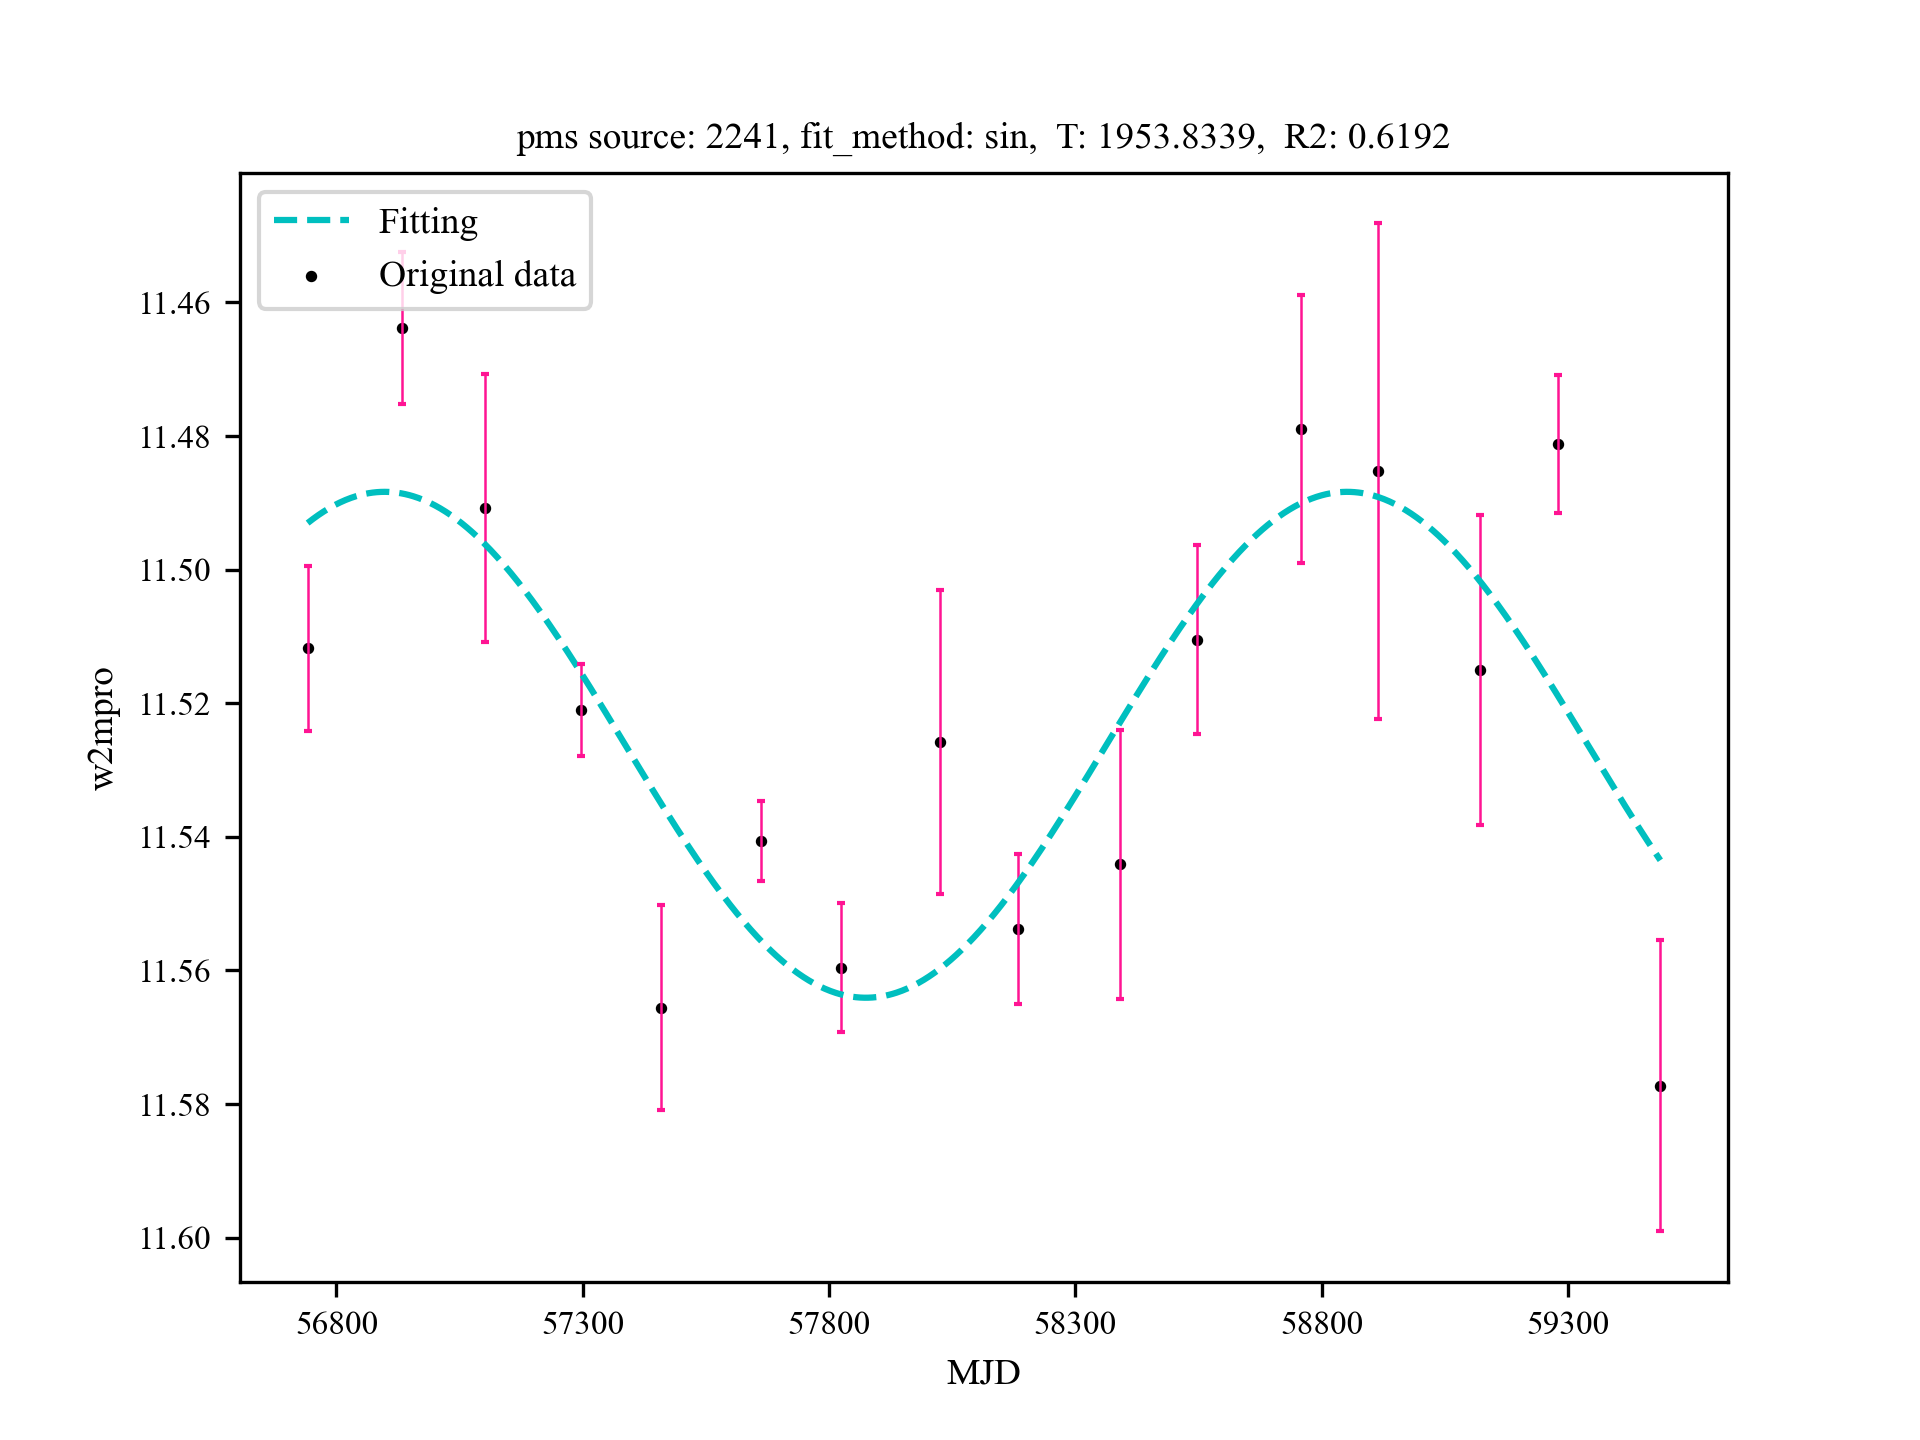 pms source: 2241, fit_method: sin,  T: 1953.8339,  R2: 0.6192
Fitting
Original data
11.46
11.48
11.50
11.52
11.54
11.56
11.58
11.60
w2mpro
56800 57300 57800 58300 58800 59300
MJD